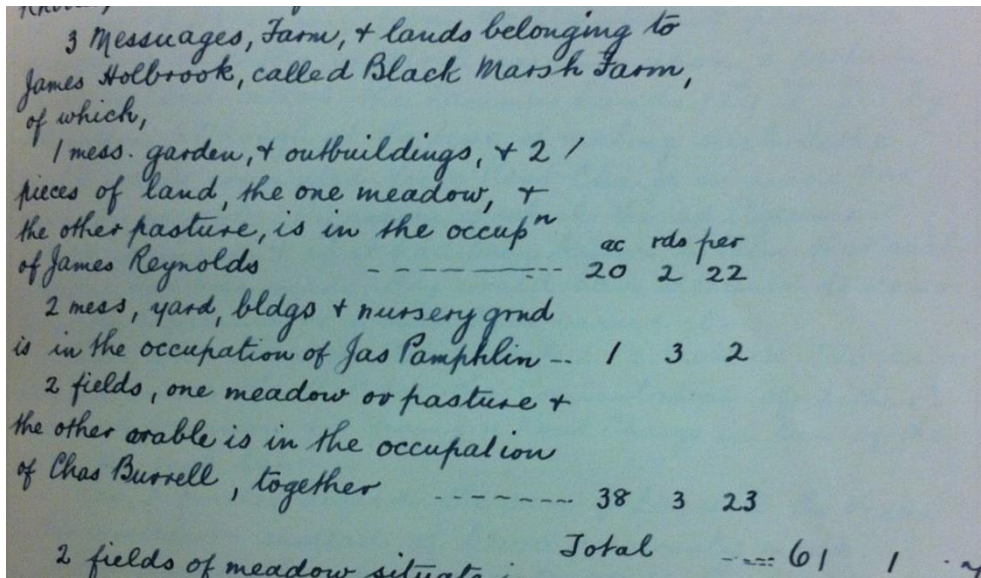 3 Messuages, Farm, + lands belonging to
James Holbrook, called Black Marsh Farm,
of which,
1 mess. garden, + outbuildings, + 2 /
pieces of land, the one meadow, +
the other pasture, is in the occupⁿ
ac rds per
of James Reynolds ---------- 20 2 22
2 mess, yard, bldgs + nursery grnd
is in the occupation of Jas Pamphlin -- 1 3 2
2 fields, one meadow or pasture +
the other arable is in the occupation
of Chas Burrell, together -------- 38 3 23
Total ---- 61 1
2 fields of meadow situate